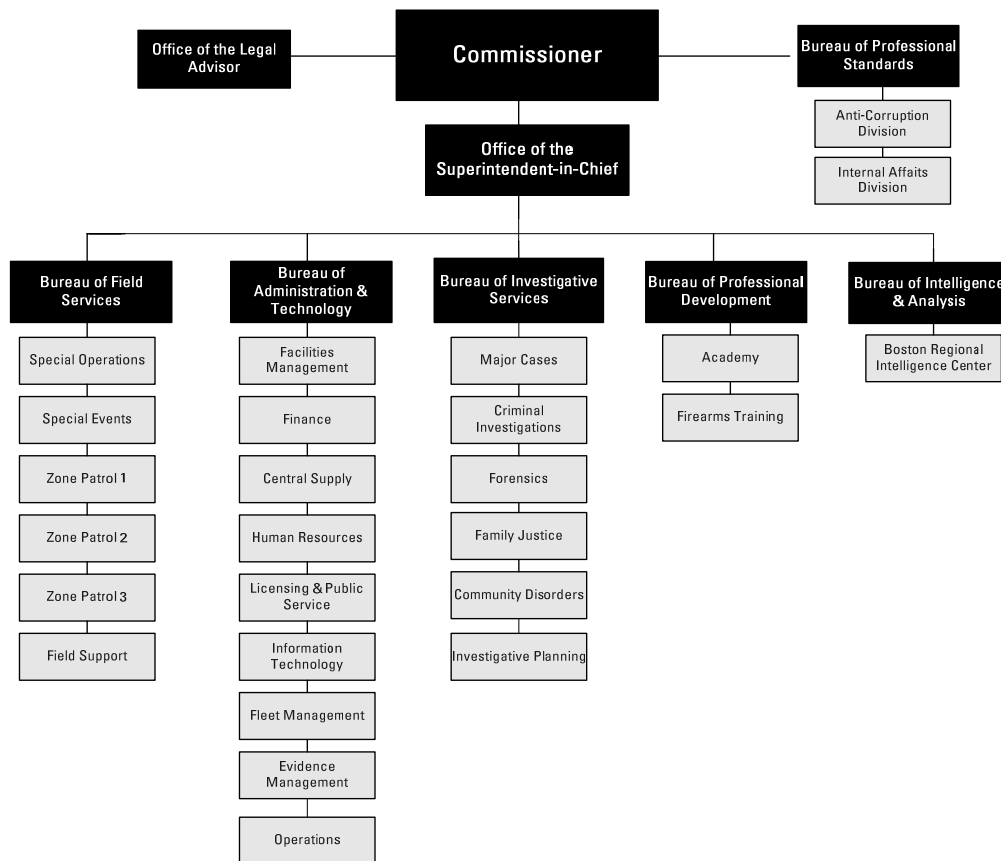 Office of the Legal
Advisor
Commissioner
Bureau of Professional
Standards
Anti-Corruption
Division
Internal Affaits
Division
Office of the
Superintendent-in-Chief
Bureau of Field
Services
Special Operations
Special Events
Zone Patrol 1
Zone Patrol 2
Zone Patrol 3
Field Support
Bureau of
Administration &
Technology
Facilities
Management
Finance
Central Supply
Human Resources
Licensing & Public
Service
Information
Technology
Fleet Management
Evidence
Management
Operations
Bureau of Investigative
Services
Major Cases
Criminal
Investigations
Forensics
Family Justice
Community Disorders
Investigative Planning
Bureau of Professional
Development
Academy
Firearms Training
Bureau of Intelligence
& Analysis
Boston Regional
Intelligence Center